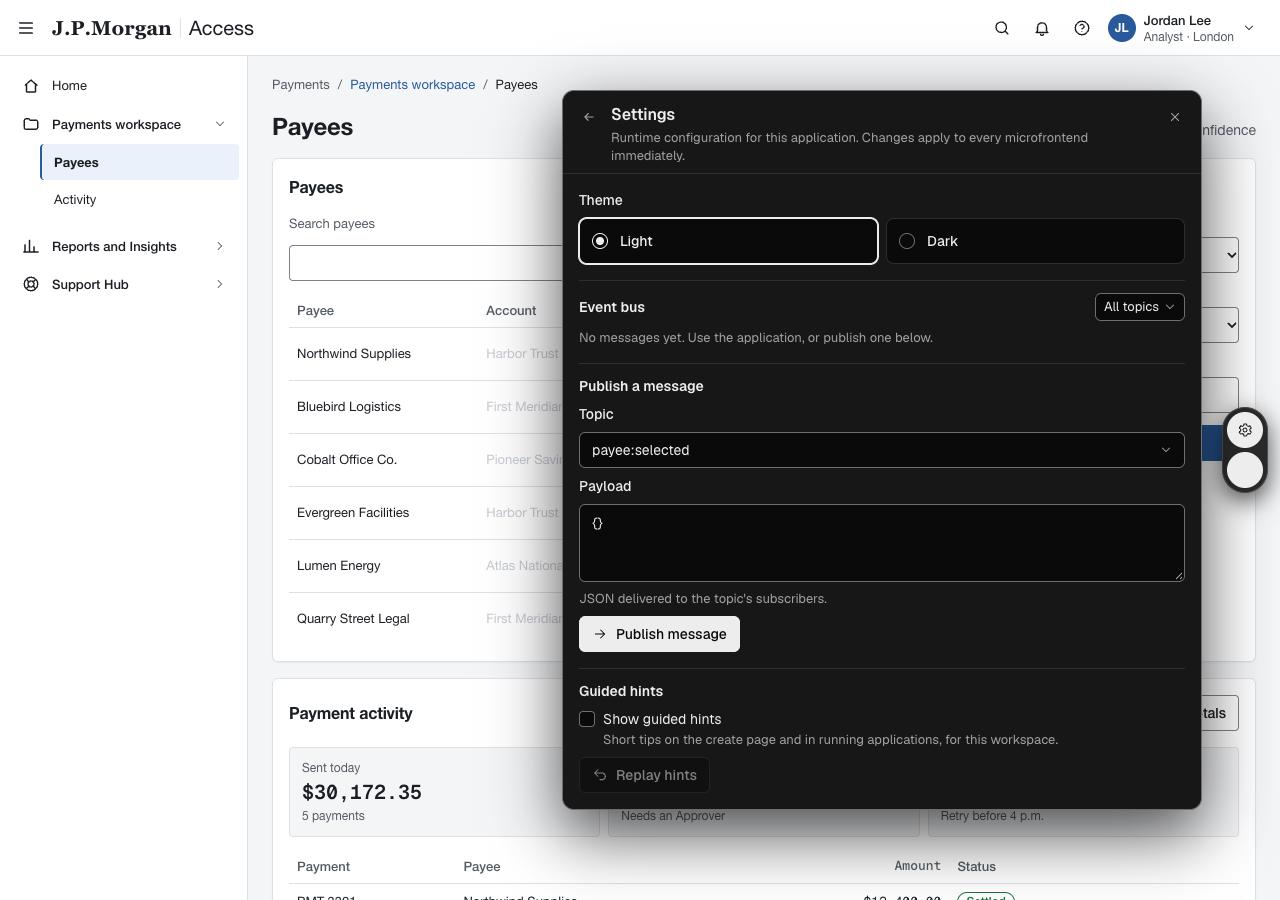 J.P.Morgan Access
JL
Jordan Lee
Analyst · London
Home
Payments workspace
Payees
Activity
Reports and Insights
Support Hub
Payments / Payments workspace / Payees
Payees
Payees
Search payees
Payee Account
Northwind Supplies Harbor Trust
Bluebird Logistics First Meridian
Cobalt Office Co. Pioneer
Evergreen Facilities Harbor Trust
Lumen Energy Atlas
Quarry Street Legal First Meridian
Payment activity
Sent today
$30,172.35
5 payments
Needs an Approver
Retry before 4 p.m.
Payment Payee Amount Status
Settings
Runtime configuration for this application. Changes apply to every microfrontend
immediately.
Theme
Light
Dark
Event bus
All topics
No messages yet. Use the application, or publish one below.
Publish a message
Topic
payee:selected
Payload
{}
JSON delivered to the topic's subscribers.
Publish message
Guided hints
Show guided hints
Short tips on the create page and in running applications, for this workspace.
Replay hints